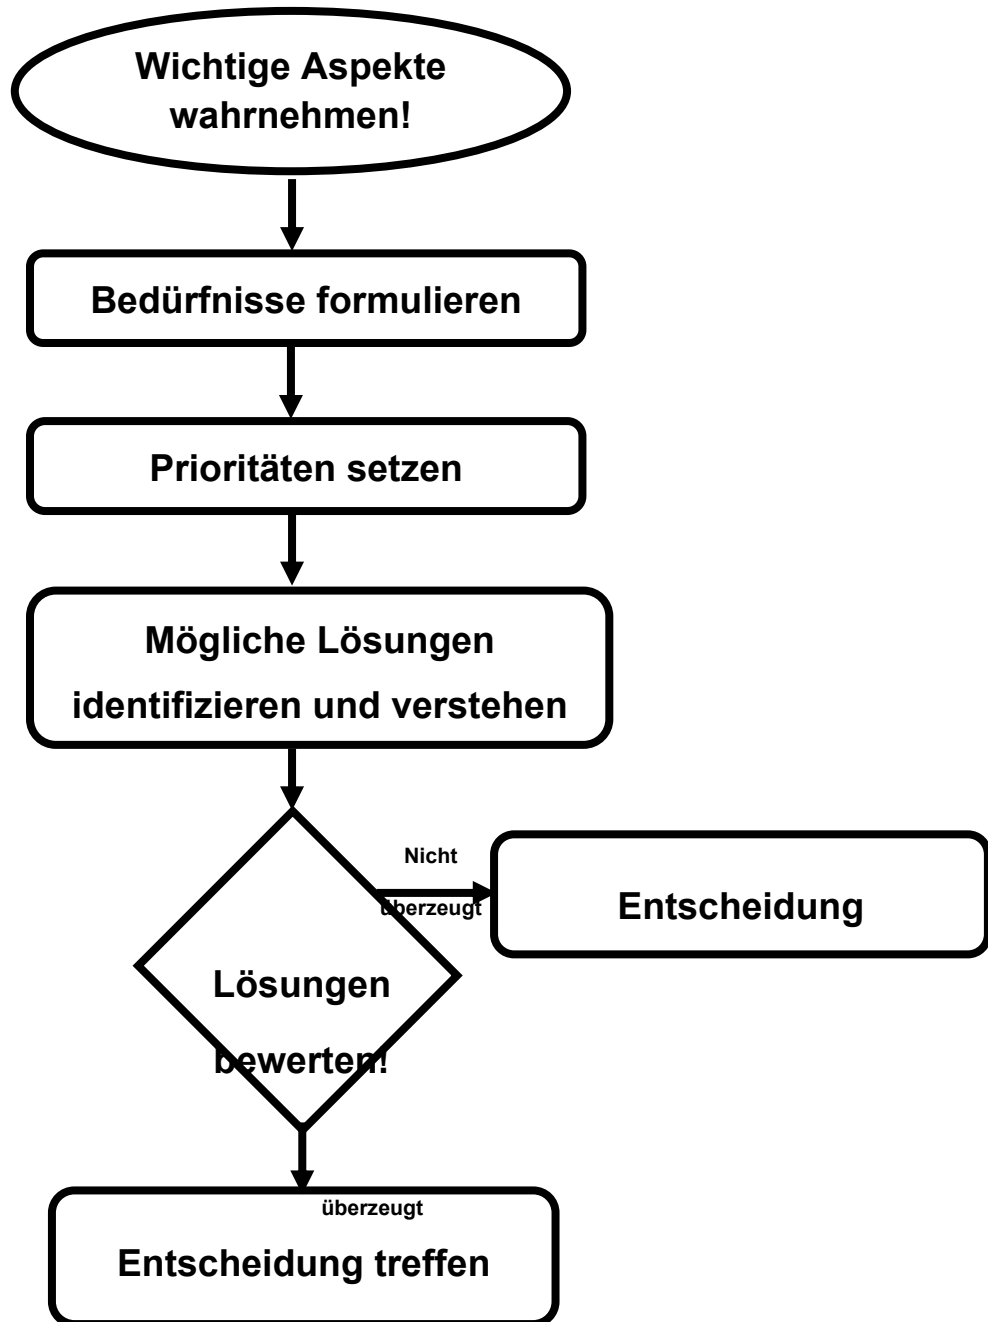 Wichtige Aspekte
wahrnehmen!
Bedürfnisse formulieren
Prioritäten setzen
Mögliche Lösungen
identifizieren und verstehen
Nicht
überzeugt
Entscheidung
Lösungen
bewerten!
überzeugt
Entscheidung treffen